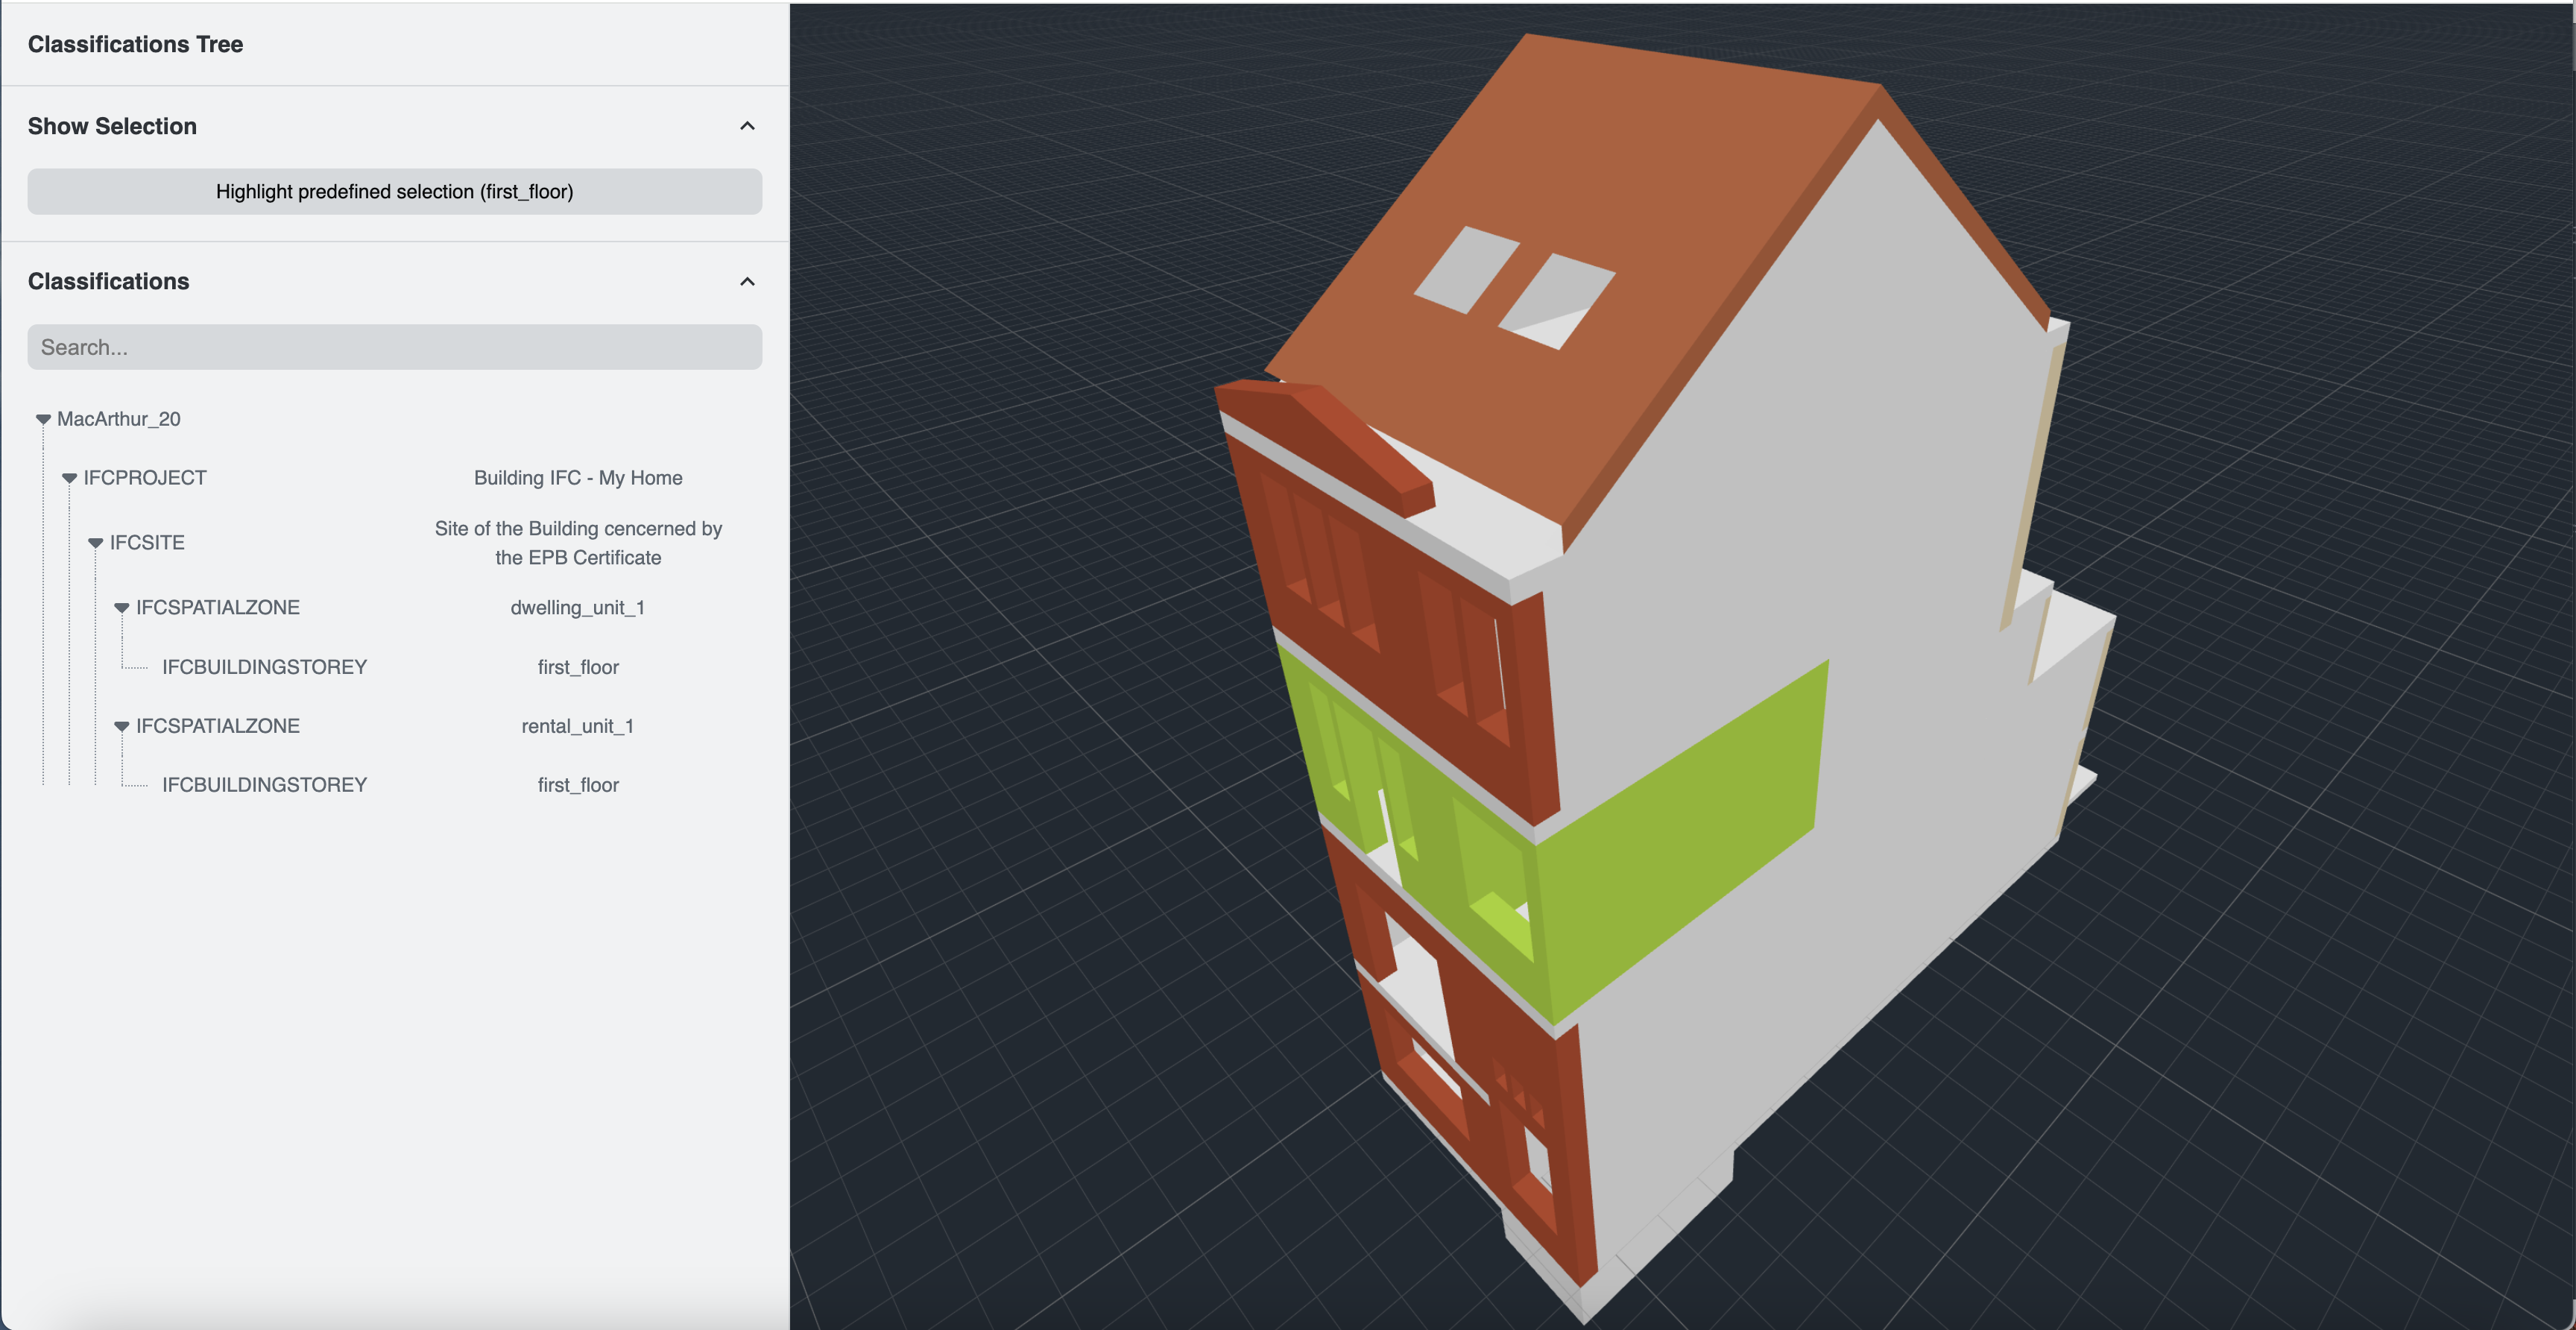 Classifications Tree
Show Selection
Highlight predefined selection (first_floor)
Classifications
Search...
MacArthur_20
IFCPROJECT Building IFC - My Home
IFCSITE Site of the Building cencerned by
the EPB Certificate
IFCSPATIALZONE dwelling_unit_1
IFCBUILDINGSTOREY first_floor
IFCSPATIALZONE rental_unit_1
IFCBUILDINGSTOREY first_floor